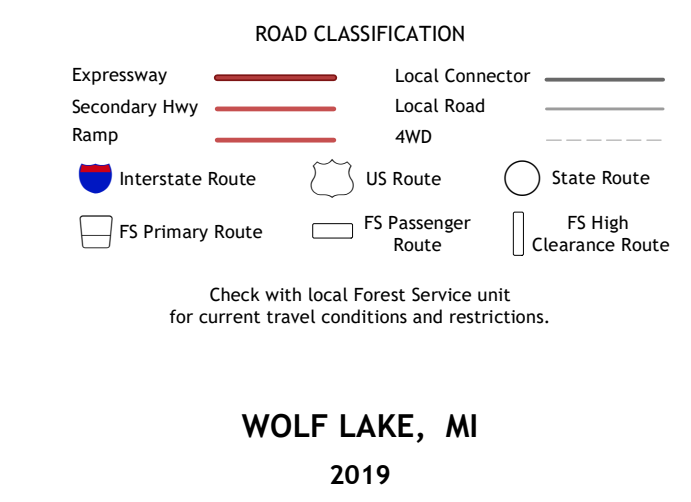 ROAD CLASSIFICATION
Expressway
Local Connector
Secondary Hwy
Local Road
Ramp
4WD
Interstate Route
US Route
State Route
FS Primary Route
FS Passenger
Route
FS High
Clearance Route
Check with local Forest Service unit
for current travel conditions and restrictions.
WOLF LAKE, MI
2019